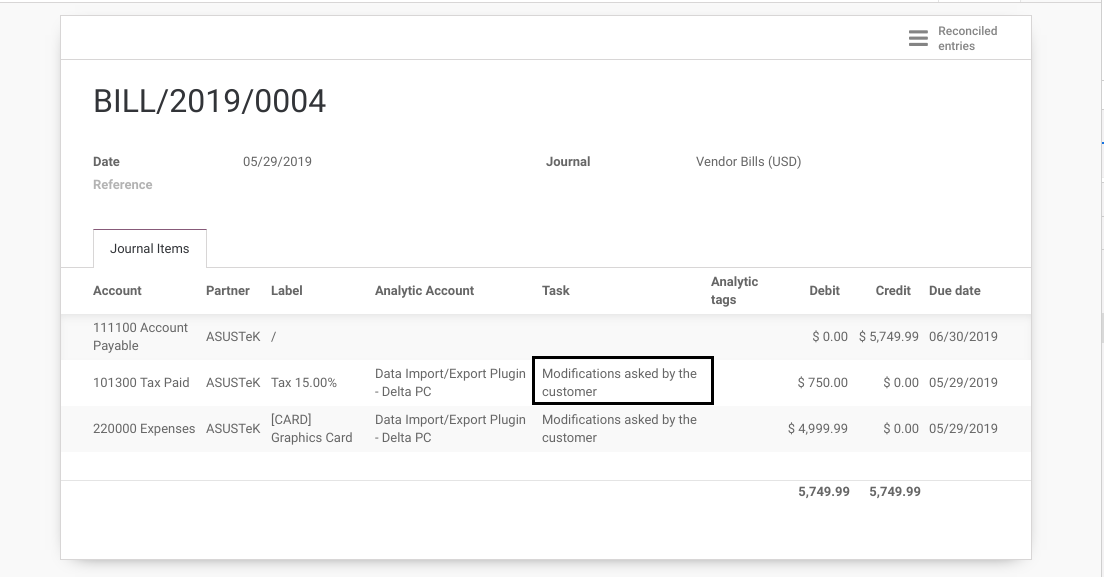 Reconciled
entries
BILL/2019/0004
Date 05/29/2019 Journal Vendor Bills (USD)
Reference
Journal Items
Account Partner Label Analytic Account Task Analytic tags Debit Credit Due date
111100 Account Payable ASUSTeK / $ 0.00 $ 5,749.99 06/30/2019
101300 Tax Paid ASUSTeK Tax 15.00% Data Import/Export Plugin - Delta PC Modifications asked by the customer $ 750.00 $ 0.00 05/29/2019
220000 Expenses ASUSTeK [CARD] Graphics Card Data Import/Export Plugin - Delta PC Modifications asked by the customer $ 4,999.99 $ 0.00 05/29/2019
5,749.99 5,749.99